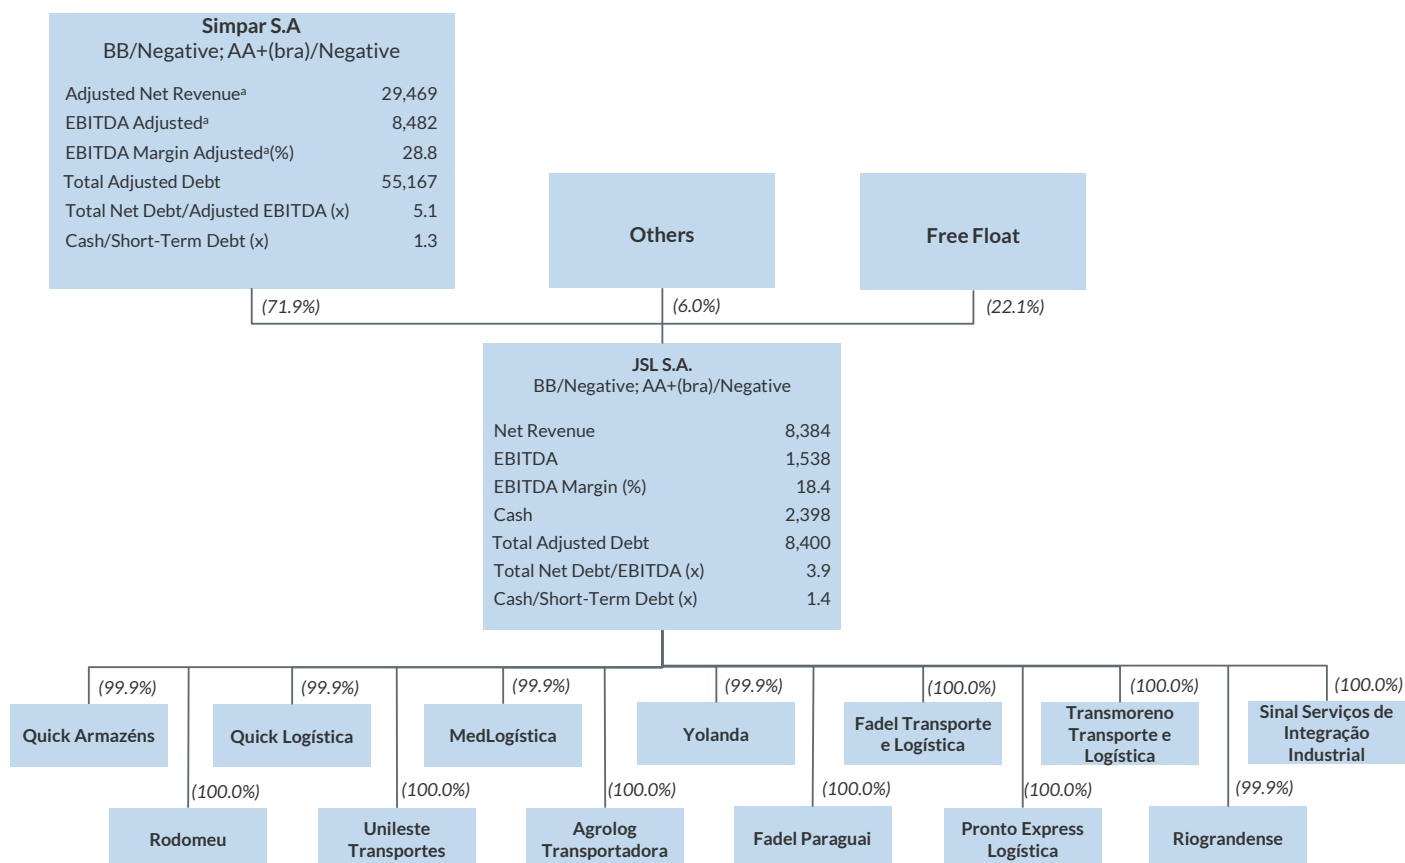 Simpar S.A
BB/Negative; AA+(bra)/Negative
Adjusted Net Revenueᵃ 29,469
EBITDA Adjustedᵃ 8,482
EBITDA Margin Adjustedᵃ(%) 28.8
Total Adjusted Debt 55,167
Total Net Debt/Adjusted EBITDA (x) 5.1
Cash/Short-Term Debt (x) 1.3
Others
Free Float
(71.9%)
(6.0%)
(22.1%)
JSL S.A.
BB/Negative; AA+(bra)/Negative
Net Revenue 8,384
EBITDA 1,538
EBITDA Margin (%) 18.4
Cash 2,398
Total Adjusted Debt 8,400
Total Net Debt/EBITDA (x) 3.9
Cash/Short-Term Debt (x) 1.4
(99.9%)
(99.9%)
(99.9%)
(99.9%)
(100.0%)
(100.0%)
(100.0%)
Quick Armazéns
Quick Logística
MedLogística
Yolanda
Fadel Transporte
e Logística
Transmoreno
Transporte e
Logística
Sinal Serviços de
Integração
Industrial
(100.0%)
(100.0%)
(100.0%)
(100.0%)
(100.0%)
(99.9%)
Rodomeu
Unileste
Transportes
Agrolog
Transportadora
Fadel Paraguai
Pronto Express
Logística
Riograndense